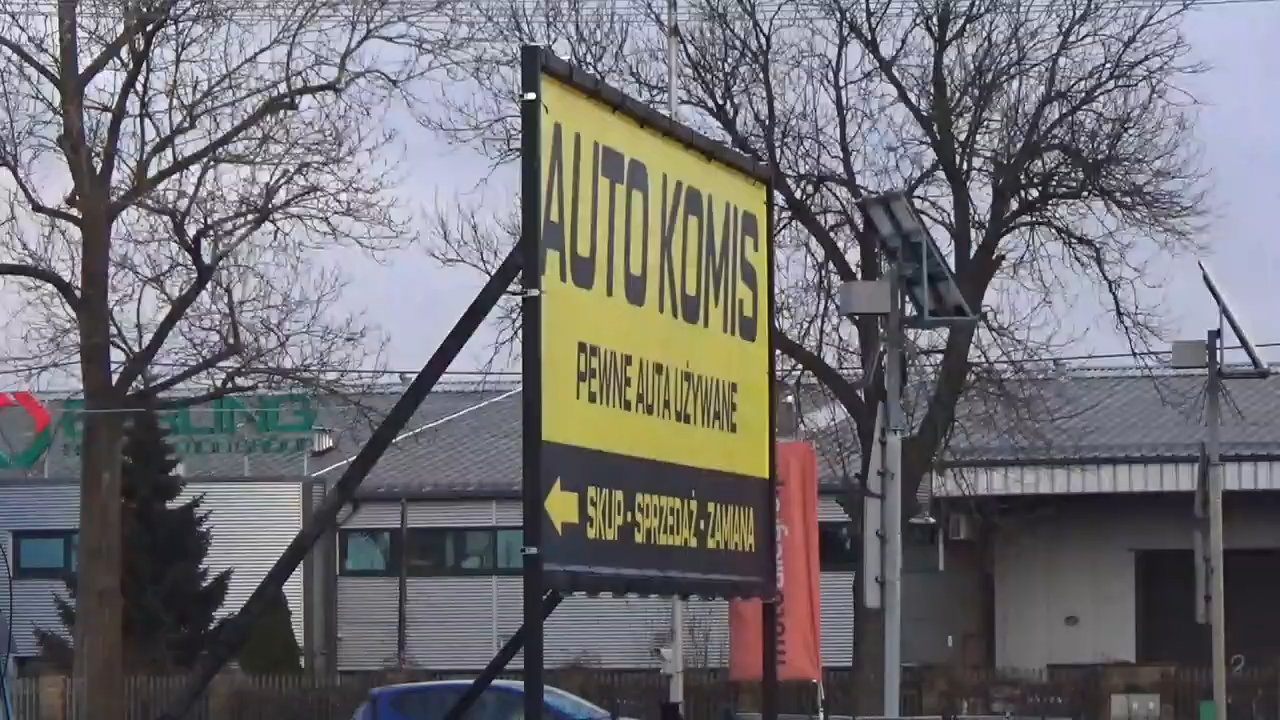 AUTO KOMIS
PEWNE AUTA UŻYWANE
SKUP - SPRZEDAŻ - ZAMIANA